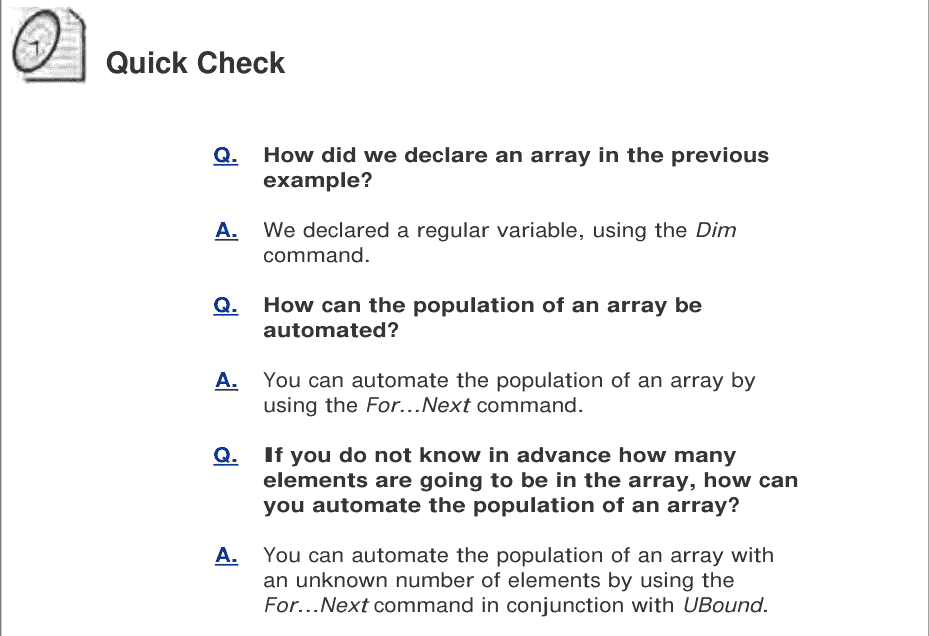 Quick Check
Q. How did we declare an array in the previous
example?
A. We declared a regular variable, using the Dim
command.
Q. How can the population of an array be
automated?
A. You can automate the population of an array by
using the For...Next command.
Q. If you do not know in advance how many
elements are going to be in the array, how can
you automate the population of an array?
A. You can automate the population of an array with
an unknown number of elements by using the
For...Next command in conjunction with UBound.